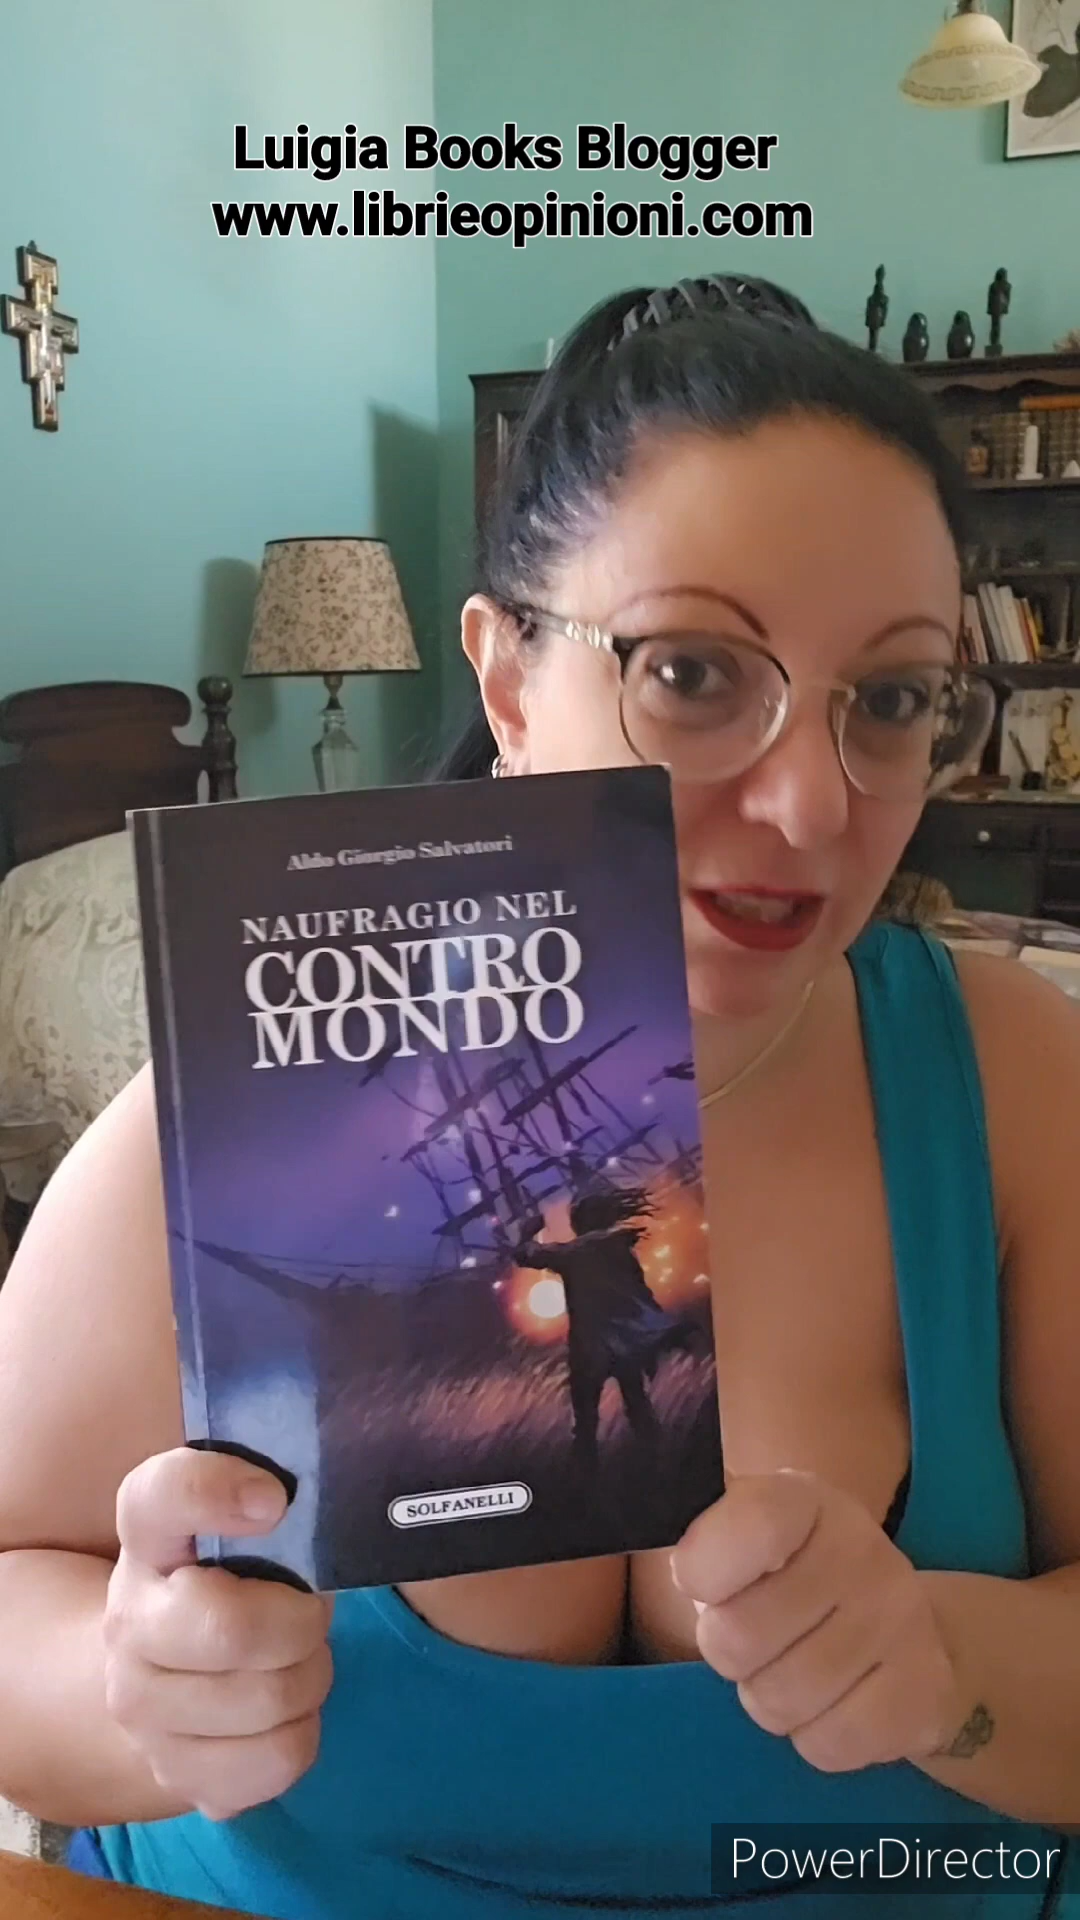 Luigia Books Blogger
www.librieopinioni.com
Aldo Giorgio Salvatori
NAUFRAGIO NEL
CONTRO
MONDO
SOLFANELLI
PowerDirector